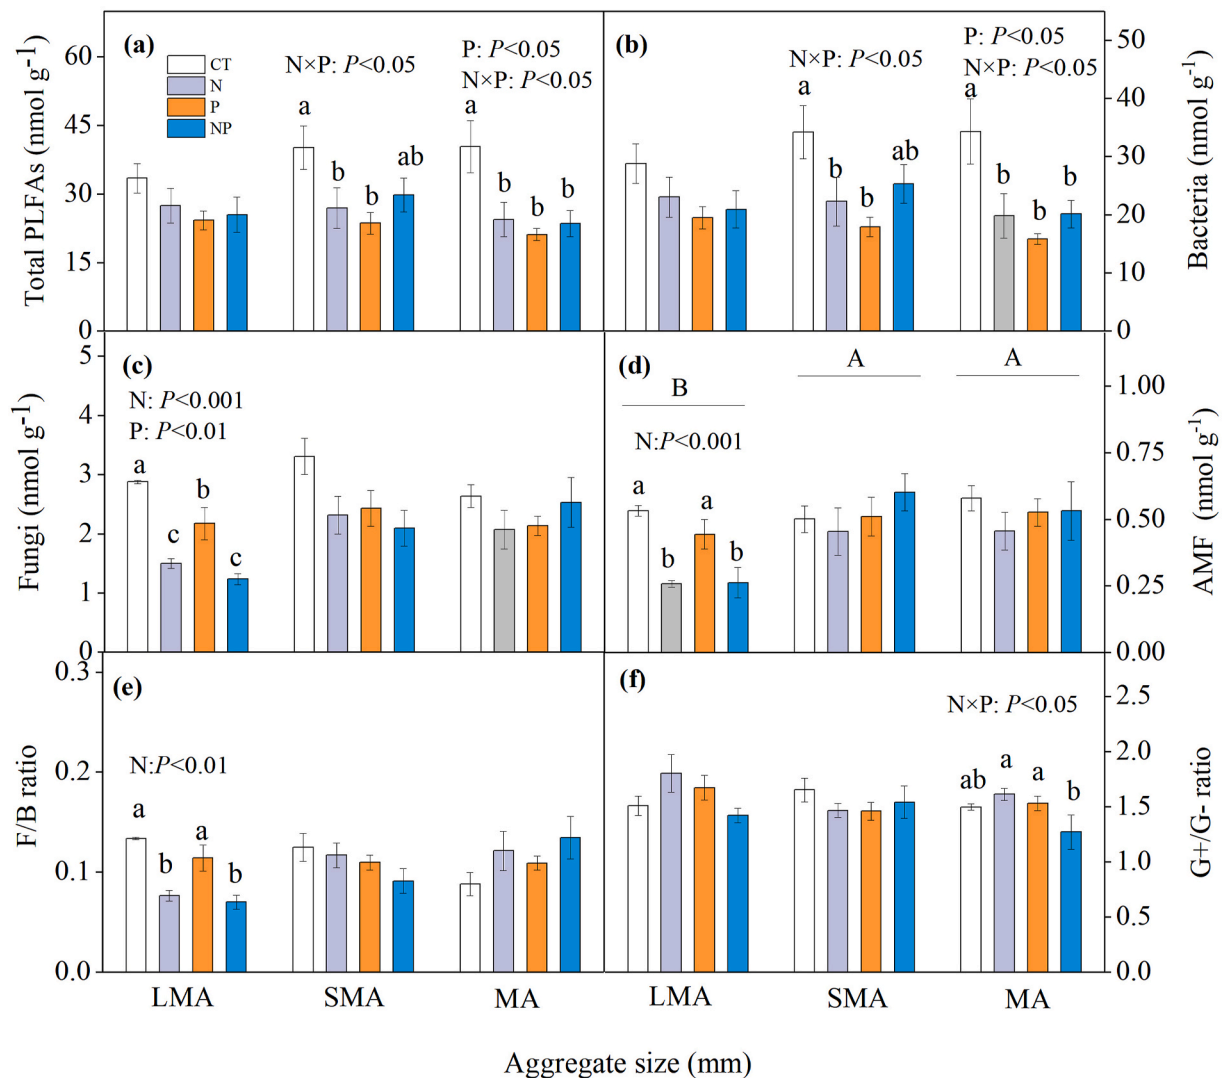 (a)
CT
N
P
NP
N×P: P<0.05
P: P<0.05
N×P: P<0.05
a
b
b
ab
a
b
b
b
60
45
30
15
0
Total PLFAs (nmol g-1)
(b)
N×P: P<0.05
P: P<0.05
N×P: P<0.05
a
b
b
ab
a
b
b
b
50
40
30
20
10
0
Bacteria (nmol g-1)
(c)
N: P<0.001
P: P<0.01
a
c
b
c
5
4
3
2
1
0
Fungi (nmol g-1)
(d)
B
A
A
N:P<0.001
a
b
a
b
1.00
0.75
0.50
0.25
0.00
AMF (nmol g-1)
(e)
N:P<0.01
a
b
a
b
0.3
0.2
0.1
0.0
F/B ratio
(f)
N×P: P<0.05
ab
a
a
b
2.5
2.0
1.5
1.0
0.5
0.0
G+/G- ratio
LMA
SMA
MA
LMA
SMA
MA
Aggregate size (mm)